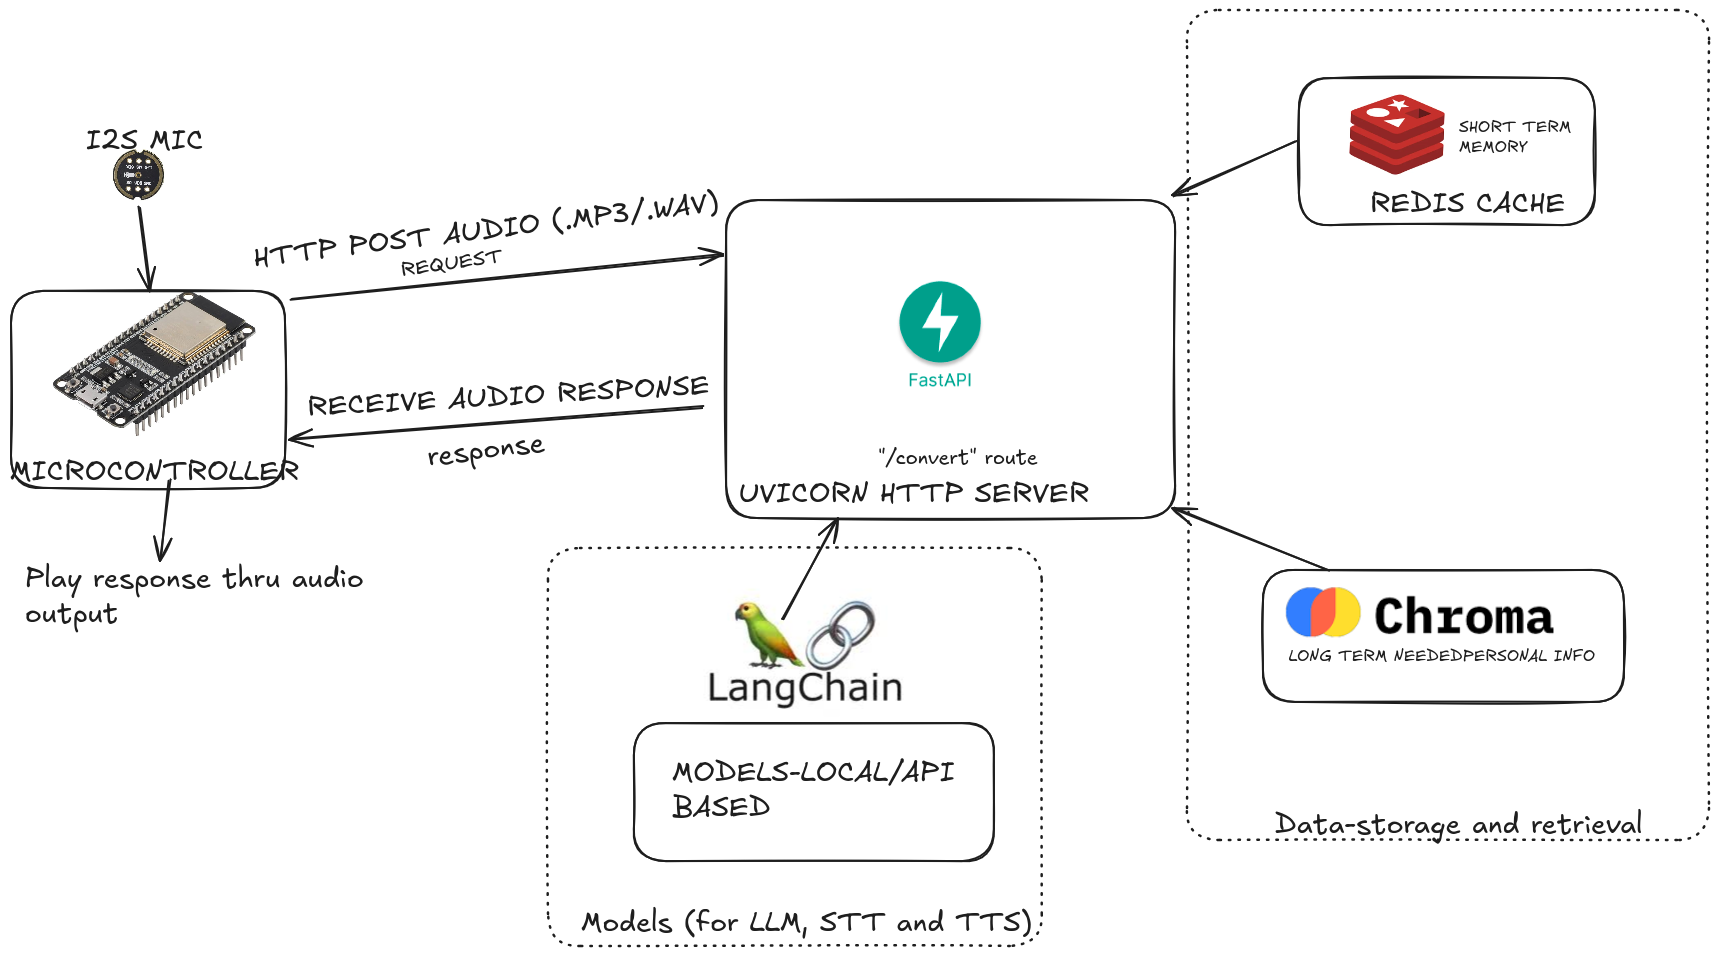 I2S MIC
HTTP POST AUDIO (.MP3/.WAV)
REQUEST
MICROCONTROLLER
RECEIVE AUDIO RESPONSE
response
Play response thru audio
output
FastAPI
"/convert" route
UVICORN HTTP SERVER
SHORT TERM
MEMORY
REDIS CACHE
Chroma
LONG TERM NEEDEDPERSONAL INFO
Data-storage and retrieval
LangChain
MODELS-LOCAL/API
BASED
Models (for LLM, STT and TTS)